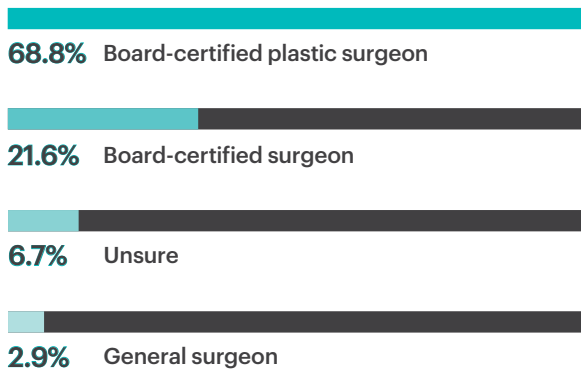 68.8% Board-certified plastic surgeon
21.6% Board-certified surgeon
6.7% Unsure
2.9% General surgeon